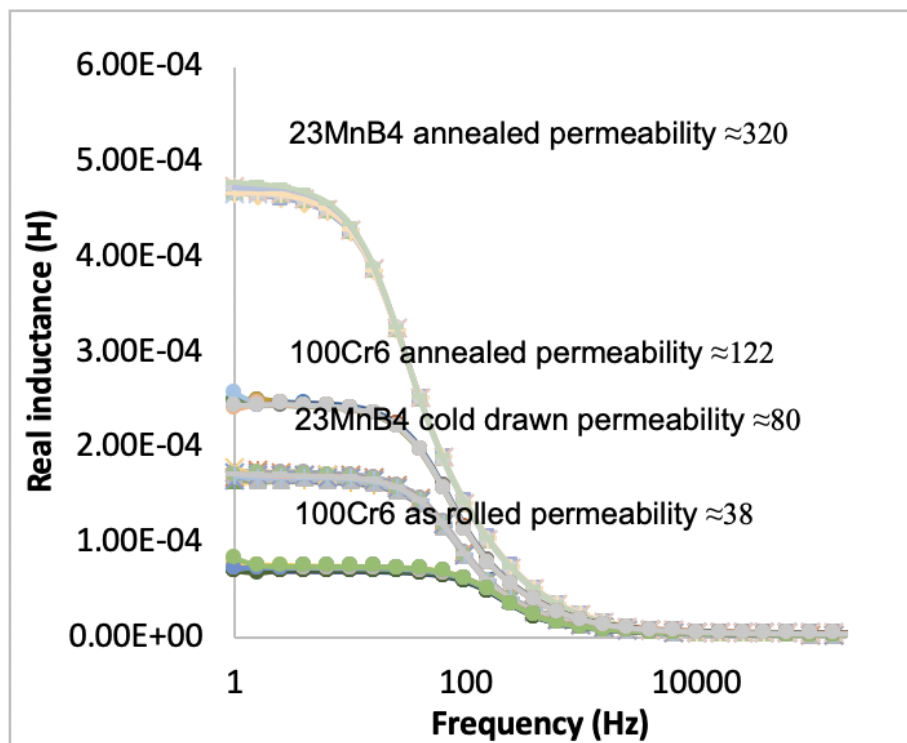 6.00E-04
23MnB4 annealed permeability ≈320
5.00E-04
4.00E-04
100Cr6 annealed permeability ≈122
3.00E-04
23MnB4 cold drawn permeability ≈80
2.00E-04
100Cr6 as rolled permeability ≈38
1.00E-04
0.00E+00
Real inductance (H)
1 100 10000
Frequency (Hz)